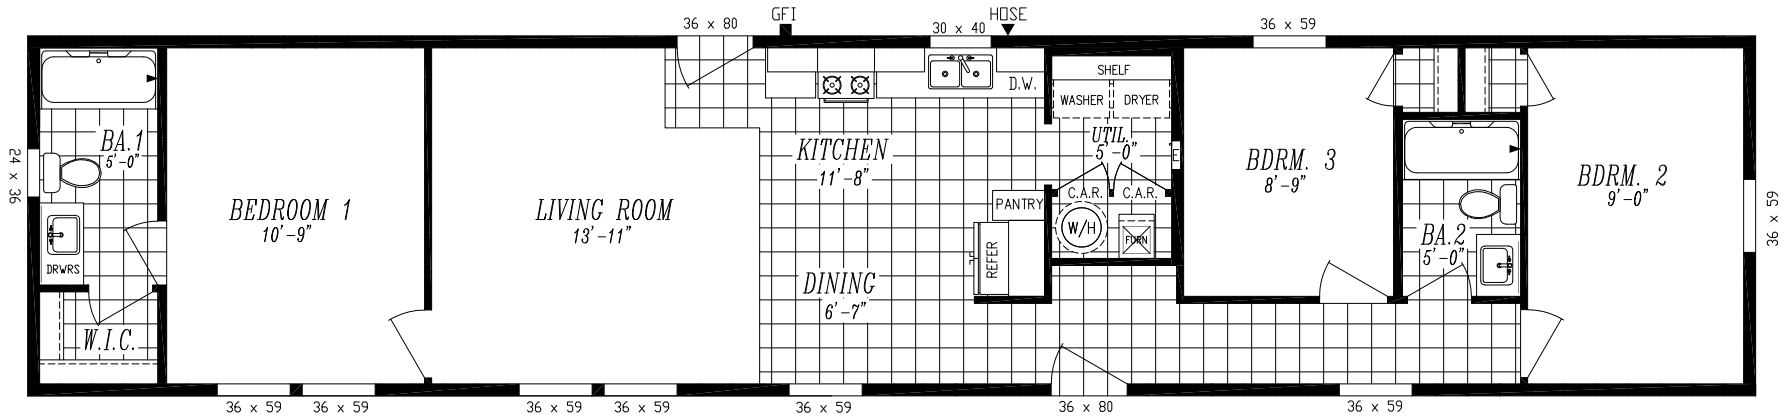 GFI
HOSE
36 x 80
30 x 40
36 x 59
SHELF
D.W.
WASHER
DRYER
BA.1
5'-0"
UTIL.
5'-0"
E
KITCHEN
11'-8"
BDRM. 3
8'-9"
BDRM. 2
9'-0"
24 x 36
BEDROOM 1
10'-9"
LIVING ROOM
13'-11"
C.A.R.
C.A.R.
PANTRY
W/H
FURN
36 x 59
BA.2
5'-0"
REFER
DRWRS
DINING
6'-7"
W.I.C.
36 x 59
36 x 59
36 x 59
36 x 59
36 x 59
36 x 80
36 x 59